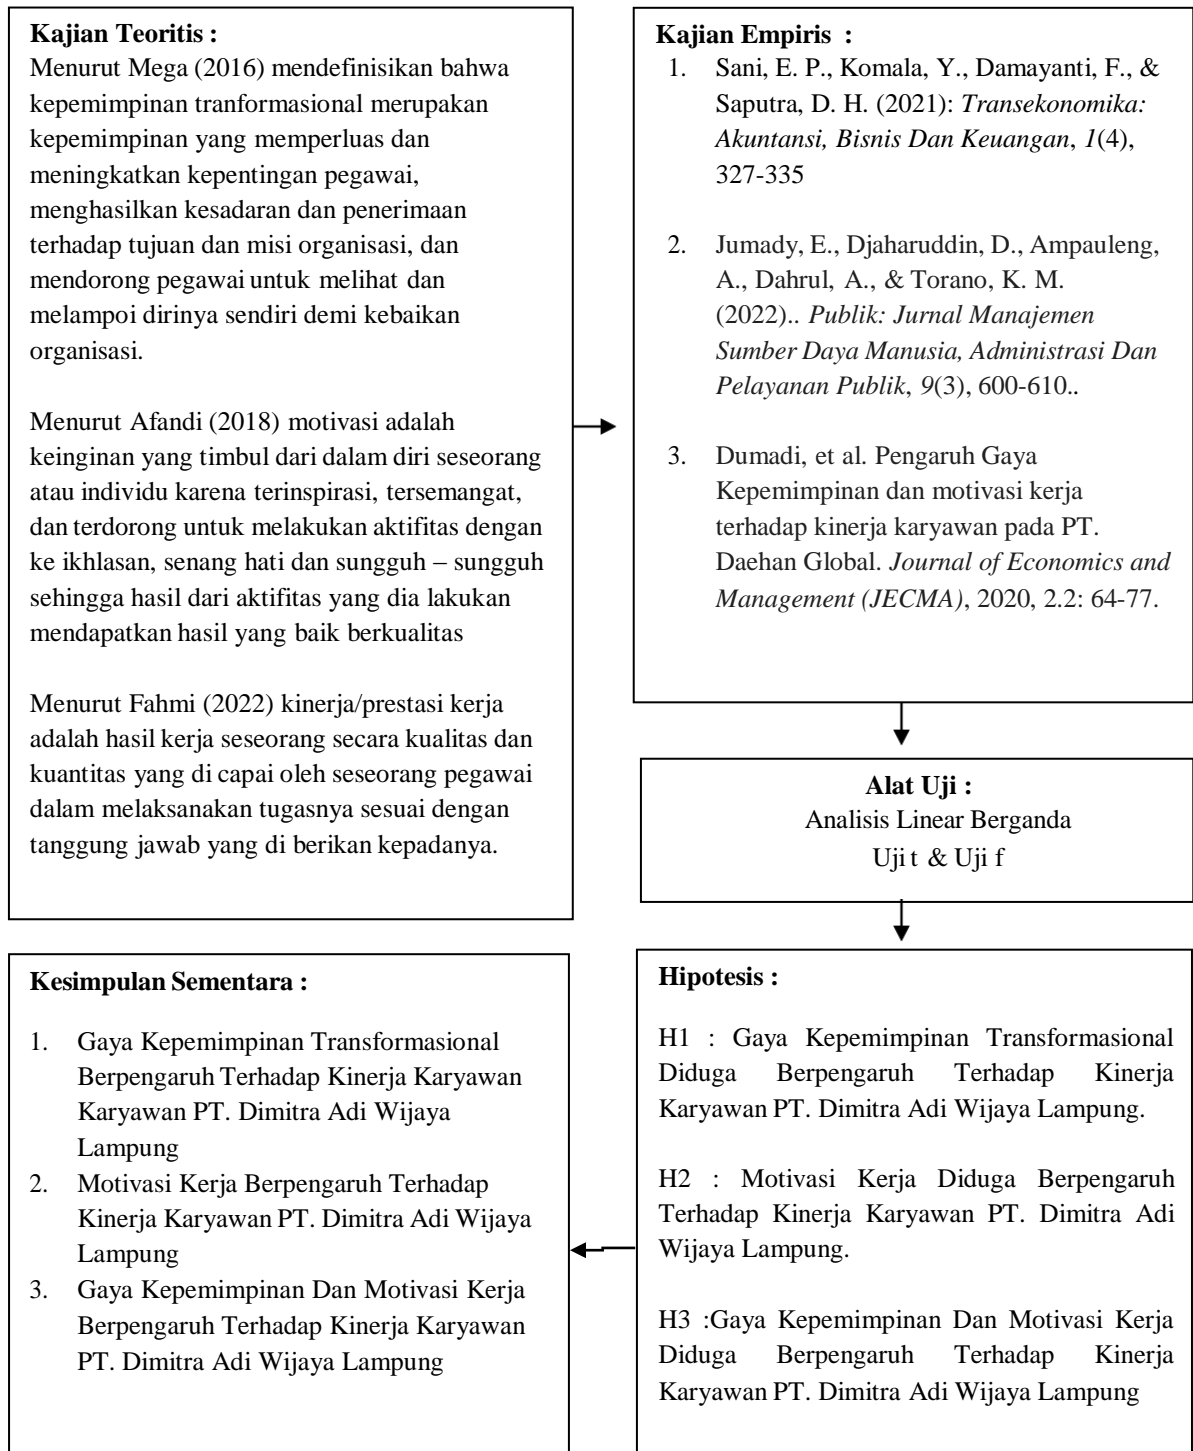 Kajian Teoritis :
Menurut Mega (2016) mendefinisikan bahwa
kepemimpinan tranformasional merupakan
kepemimpinan yang memperluas dan
meningkatkan kepentingan pegawai,
menghasilkan kesadaran dan penerimaan
terhadap tujuan dan misi organisasi, dan
mendorong pegawai untuk melihat dan
melampoi dirinya sendiri demi kebaikan
organisasi.
Menurut Afandi (2018) motivasi adalah
keinginan yang timbul dari dalam diri seseorang
atau individu karena terinspirasi, tersemangat,
dan terdorong untuk melakukan aktifitas dengan
ke ikhlasan, senang hati dan sungguh – sungguh
sehingga hasil dari aktifitas yang dia lakukan
mendapatkan hasil yang baik berkualitas
Menurut Fahmi (2022) kinerja/prestasi kerja
adalah hasil kerja seseorang secara kualitas dan
kuantitas yang di capai oleh seseorang pegawai
dalam melaksanakan tugasnya sesuai dengan
tanggung jawab yang di berikan kepadanya.
Kajian Empiris :
1. Sani, E. P., Komala, Y., Damayanti, F., &
Saputra, D. H. (2021): Transekonomika:
Akuntansi, Bisnis Dan Keuangan, 1(4),
327-335
2. Jumady, E., Djaharuddin, D., Ampauleng,
A., Dahrul, A., & Torano, K. M.
(2022).. Publik: Jurnal Manajemen
Sumber Daya Manusia, Administrasi Dan
Pelayanan Publik, 9(3), 600-610..
3. Dumadi, et al. Pengaruh Gaya
Kepemimpinan dan motivasi kerja
terhadap kinerja karyawan pada PT.
Daehan Global. Journal of Economics and
Management (JECMA), 2020, 2.2: 64-77.
Alat Uji :
Analisis Linear Berganda
Uji t & Uji f
Hipotesis :
H1 : Gaya Kepemimpinan Transformasional
Diduga Berpengaruh Terhadap Kinerja
Karyawan PT. Dimitra Adi Wijaya Lampung.
H2 : Motivasi Kerja Diduga Berpengaruh
Terhadap Kinerja Karyawan PT. Dimitra Adi
Wijaya Lampung.
H3 :Gaya Kepemimpinan Dan Motivasi Kerja
Diduga Berpengaruh Terhadap Kinerja
Karyawan PT. Dimitra Adi Wijaya Lampung
Kesimpulan Sementara :
1. Gaya Kepemimpinan Transformasional
Berpengaruh Terhadap Kinerja Karyawan
Karyawan PT. Dimitra Adi Wijaya
Lampung
2. Motivasi Kerja Berpengaruh Terhadap
Kinerja Karyawan PT. Dimitra Adi Wijaya
Lampung
3. Gaya Kepemimpinan Dan Motivasi Kerja
Berpengaruh Terhadap Kinerja Karyawan
PT. Dimitra Adi Wijaya Lampung